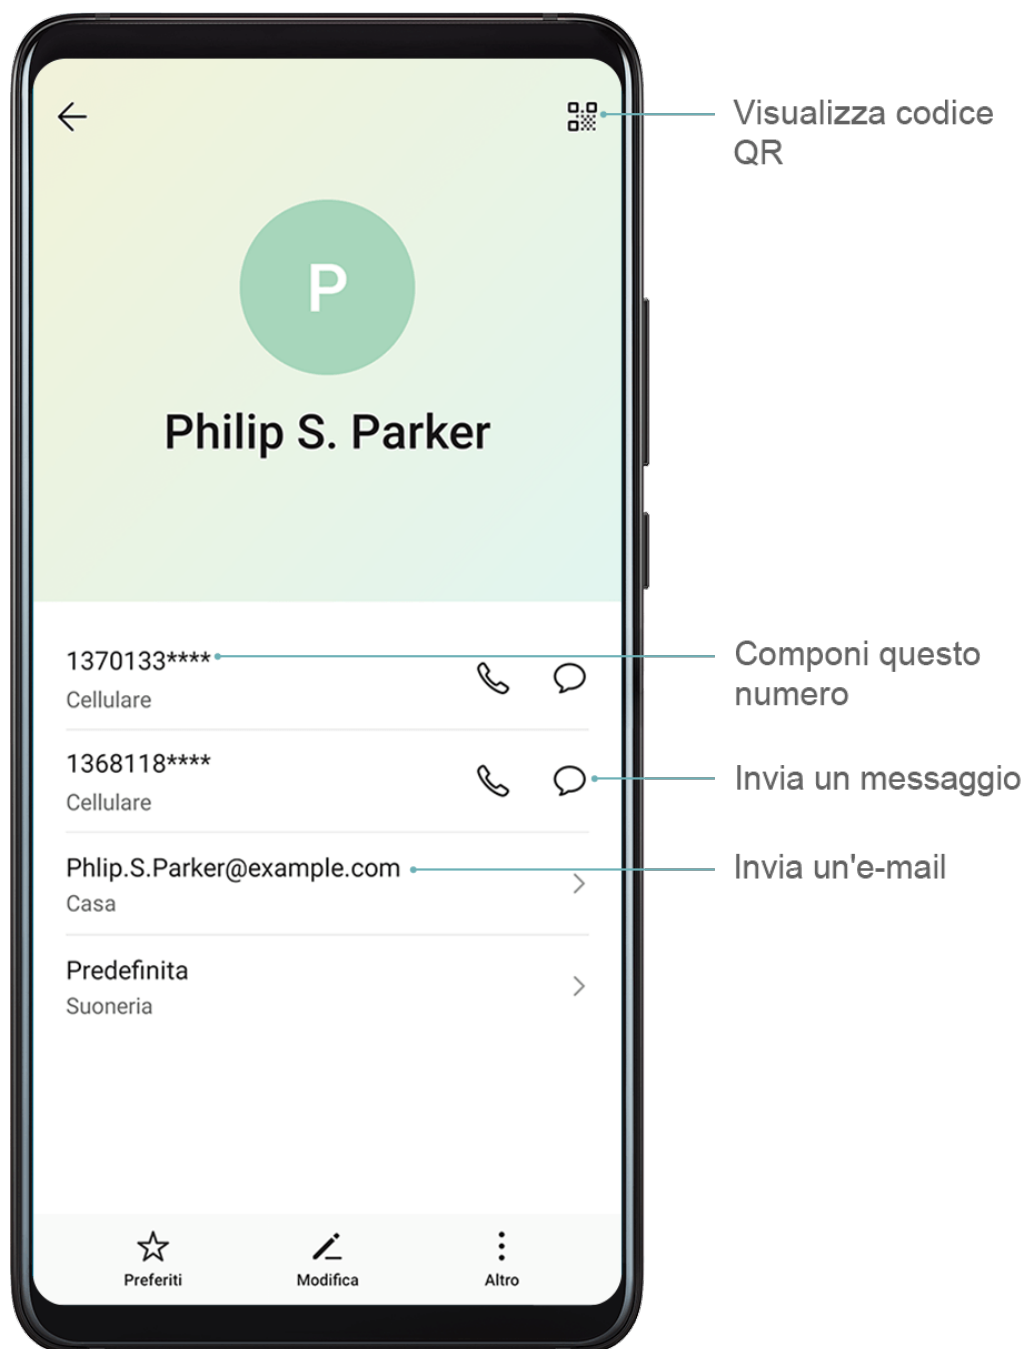 Visualizza codice
QR
P
Philip S. Parker
1370133****
Cellulare
Componi questo
numero
1368118****
Cellulare
Invia un messaggio
Phlip.S.Parker@example.com
Casa
Invia un'e-mail
Predefinita
Suoneria
Preferiti
Modifica
Altro